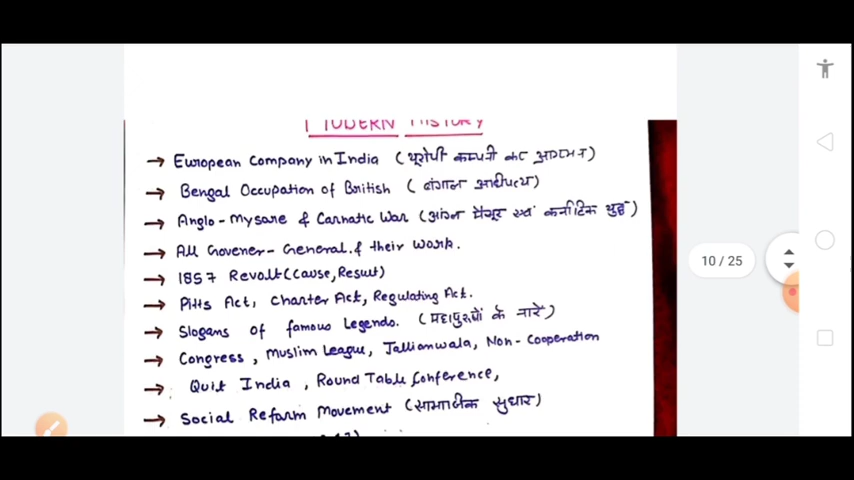 MODERN HISTORY
→ European Company in India (यूरोपी कम्पनी का आगमन)
→ Bengal Occupation of British (बंगाल आधीपत्य)
→ Anglo-Mysore & Carnatic War (आंग्ल मैसूर एवं कर्नाटिक युद्ध)
→ All Govener-General & their work.
→ 1857 Revolt (Cause, Result)
→ Pitts Act, Charter Act, Regulating Act.
→ Slogans of famous Legends. (महापुरुषों के नारें)
→ Congress, Muslim League, Jallianwala, Non-Cooperation
→ Quit India, Round Table Conference,
→ Social Reform Movement (सामाजिक सुधार)
10 / 25